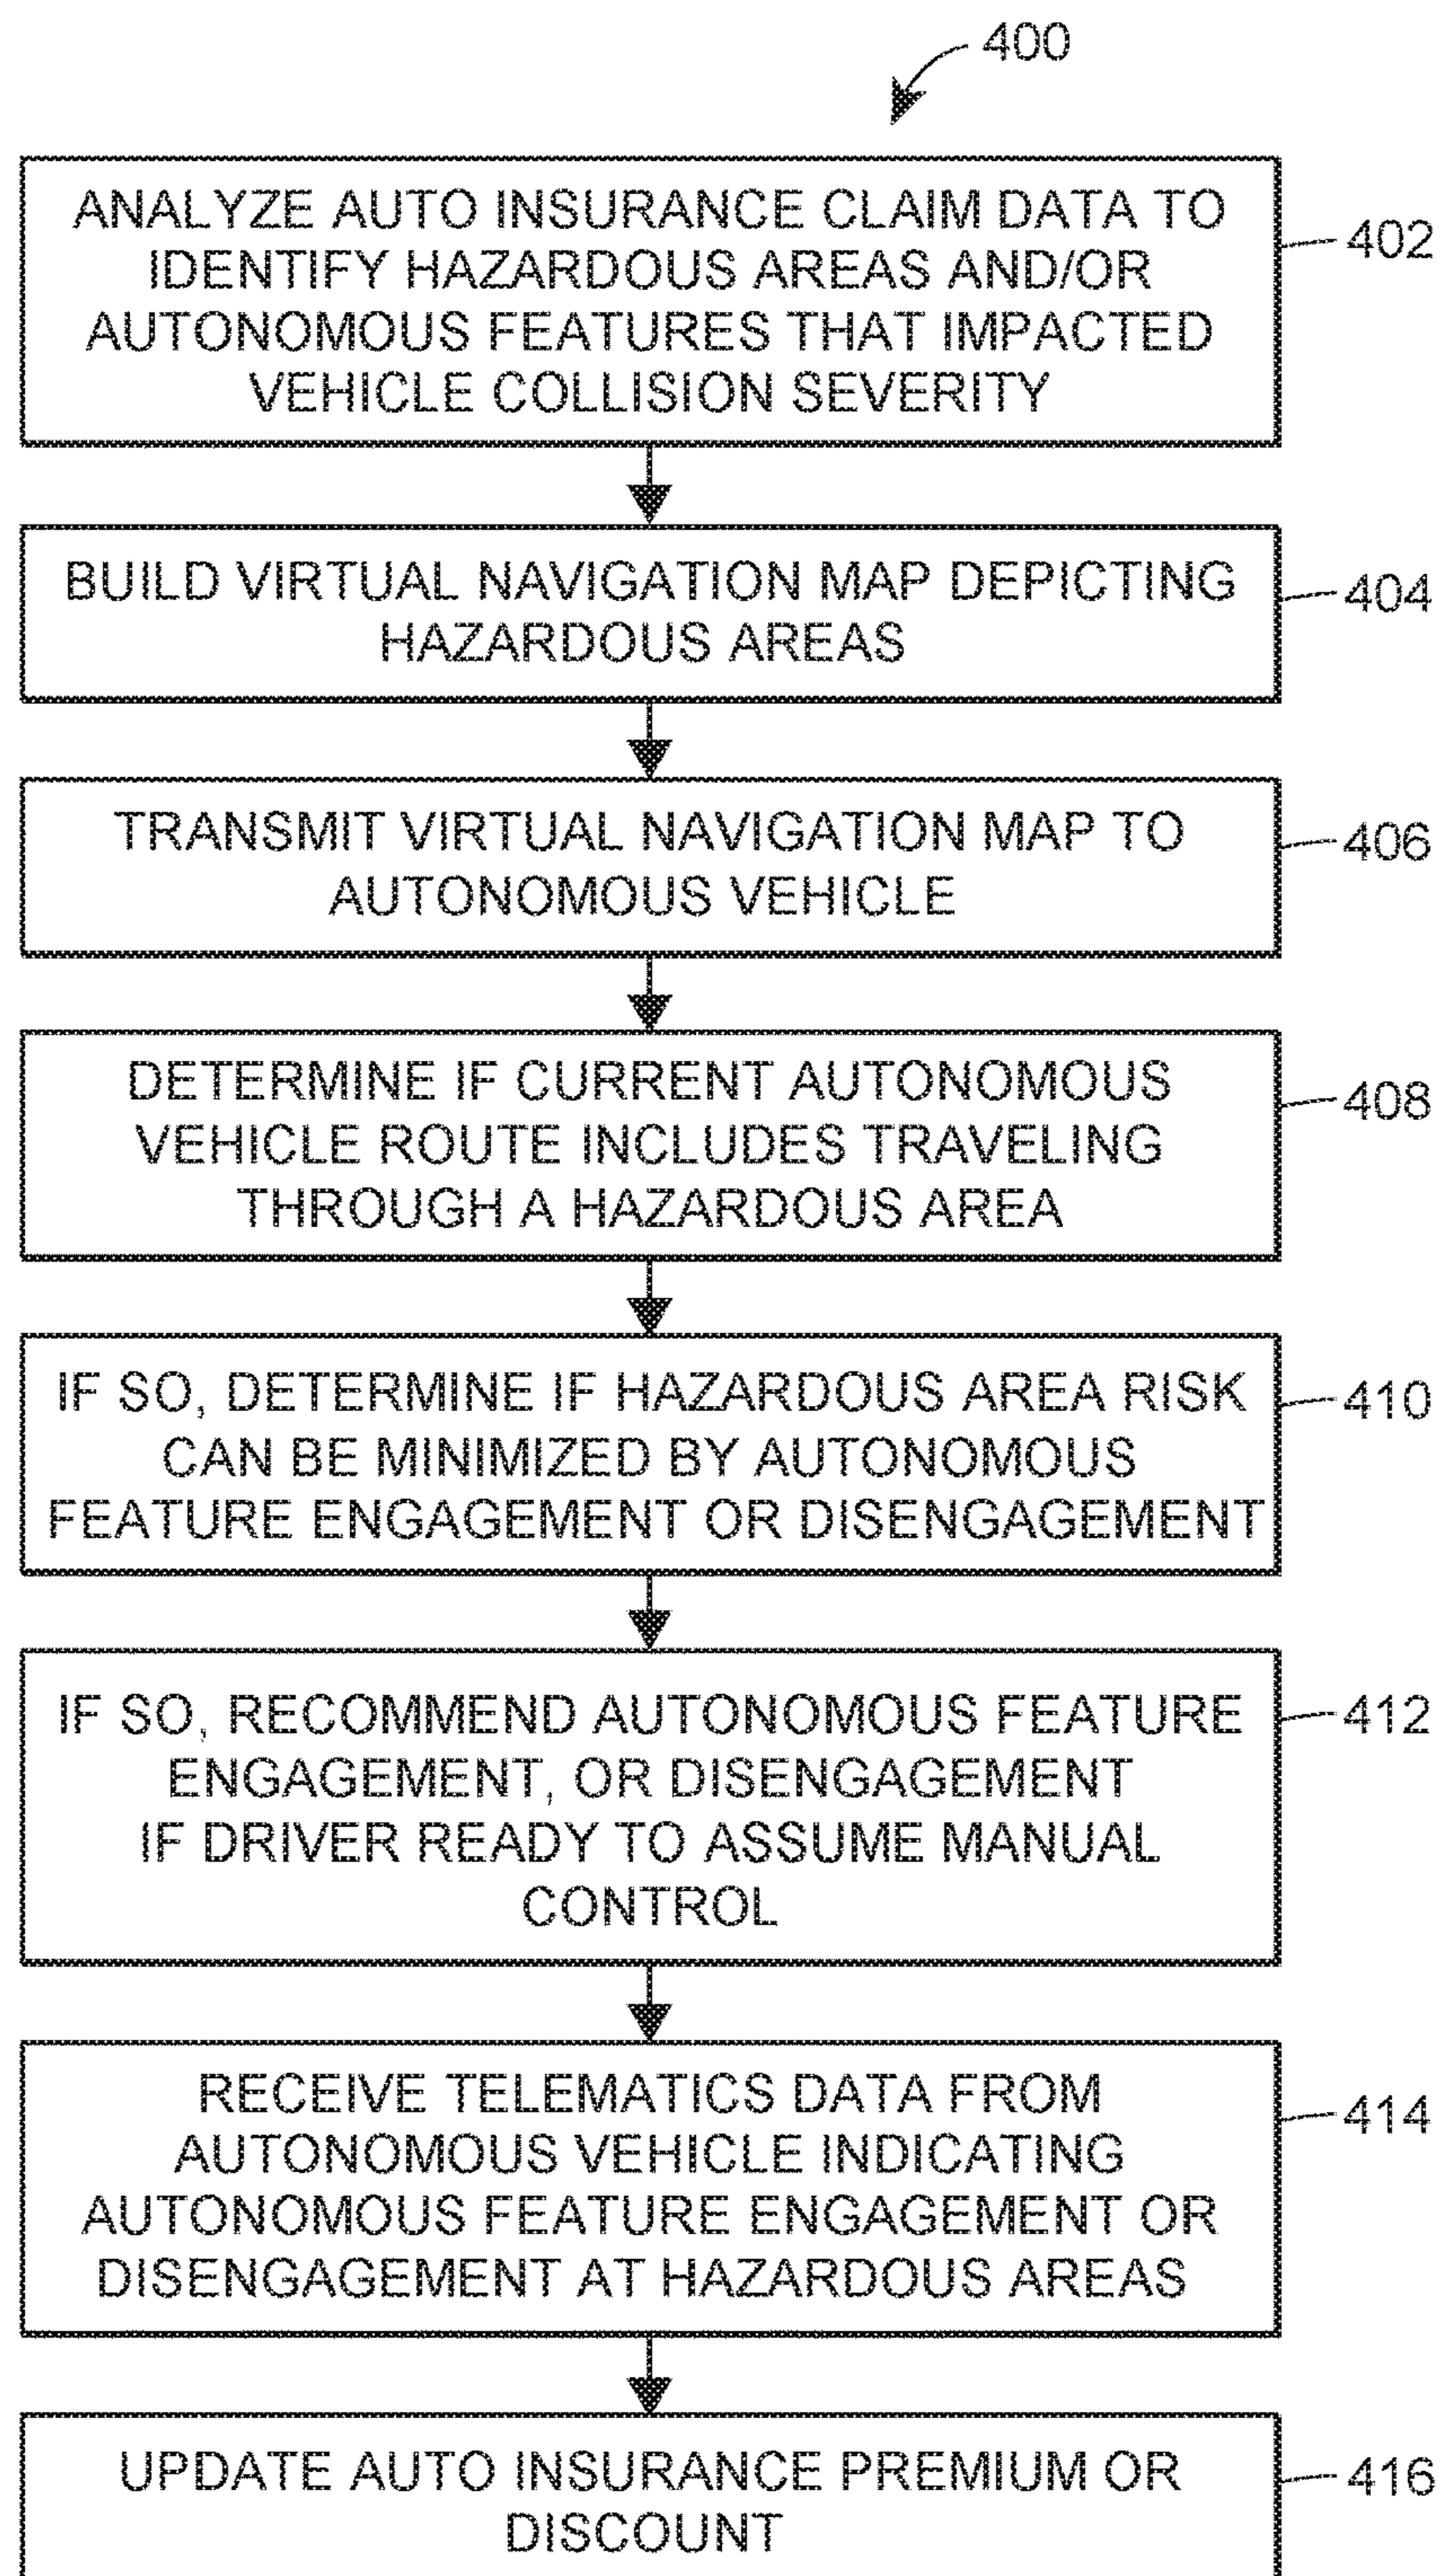 400
ANALYZE AUTO INSURANCE CLAIM DATA TO
IDENTIFY HAZARDOUS AREAS AND/OR
AUTONOMOUS FEATURES THAT IMPACTED
VEHICLE COLLISION SEVERITY
402
BUILD VIRTUAL NAVIGATION MAP DEPICTING
HAZARDOUS AREAS
404
TRANSMIT VIRTUAL NAVIGATION MAP TO
AUTONOMOUS VEHICLE
406
DETERMINE IF CURRENT AUTONOMOUS
VEHICLE ROUTE INCLUDES TRAVELING
THROUGH A HAZARDOUS AREA
408
IF SO, DETERMINE IF HAZARDOUS AREA RISK
CAN BE MINIMIZED BY AUTONOMOUS
FEATURE ENGAGEMENT OR DISENGAGEMENT
410
IF SO, RECOMMEND AUTONOMOUS FEATURE
ENGAGEMENT, OR DISENGAGEMENT
IF DRIVER READY TO ASSUME MANUAL
CONTROL
412
RECEIVE TELEMATICS DATA FROM
AUTONOMOUS VEHICLE INDICATING
AUTONOMOUS FEATURE ENGAGEMENT OR
DISENGAGEMENT AT HAZARDOUS AREAS
414
UPDATE AUTO INSURANCE PREMIUM OR
DISCOUNT
416